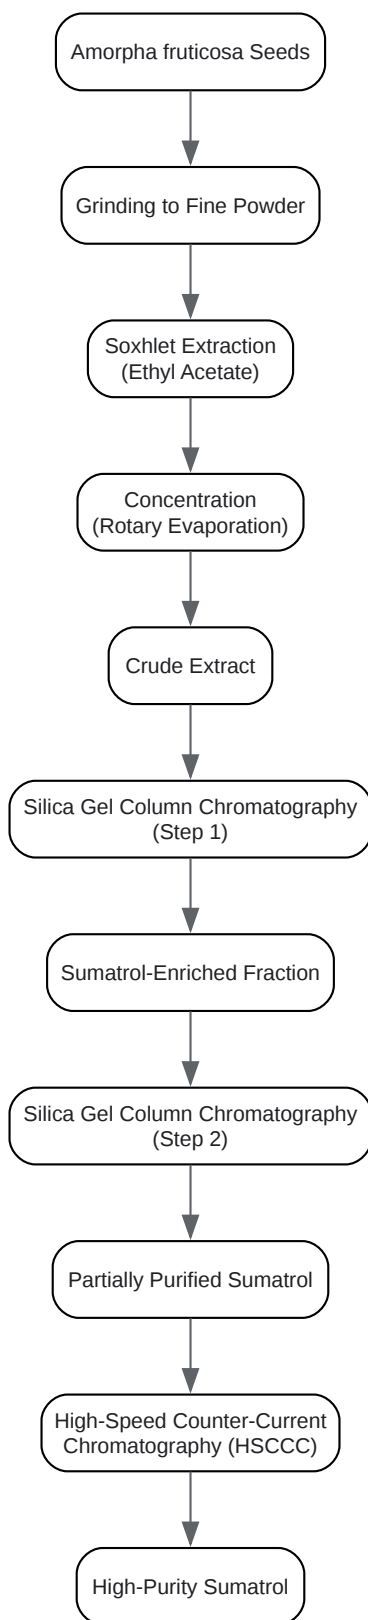 Amorpha fruticosa Seeds
Grinding to Fine Powder
Soxhlet Extraction
(Ethyl Acetate)
Concentration
(Rotary Evaporation)
Crude Extract
Silica Gel Column Chromatography
(Step 1)
Sumatrol-Enriched Fraction
Silica Gel Column Chromatography
(Step 2)
Partially Purified Sumatrol
High-Speed Counter-Current
Chromatography (HSCCC)
High-Purity Sumatrol